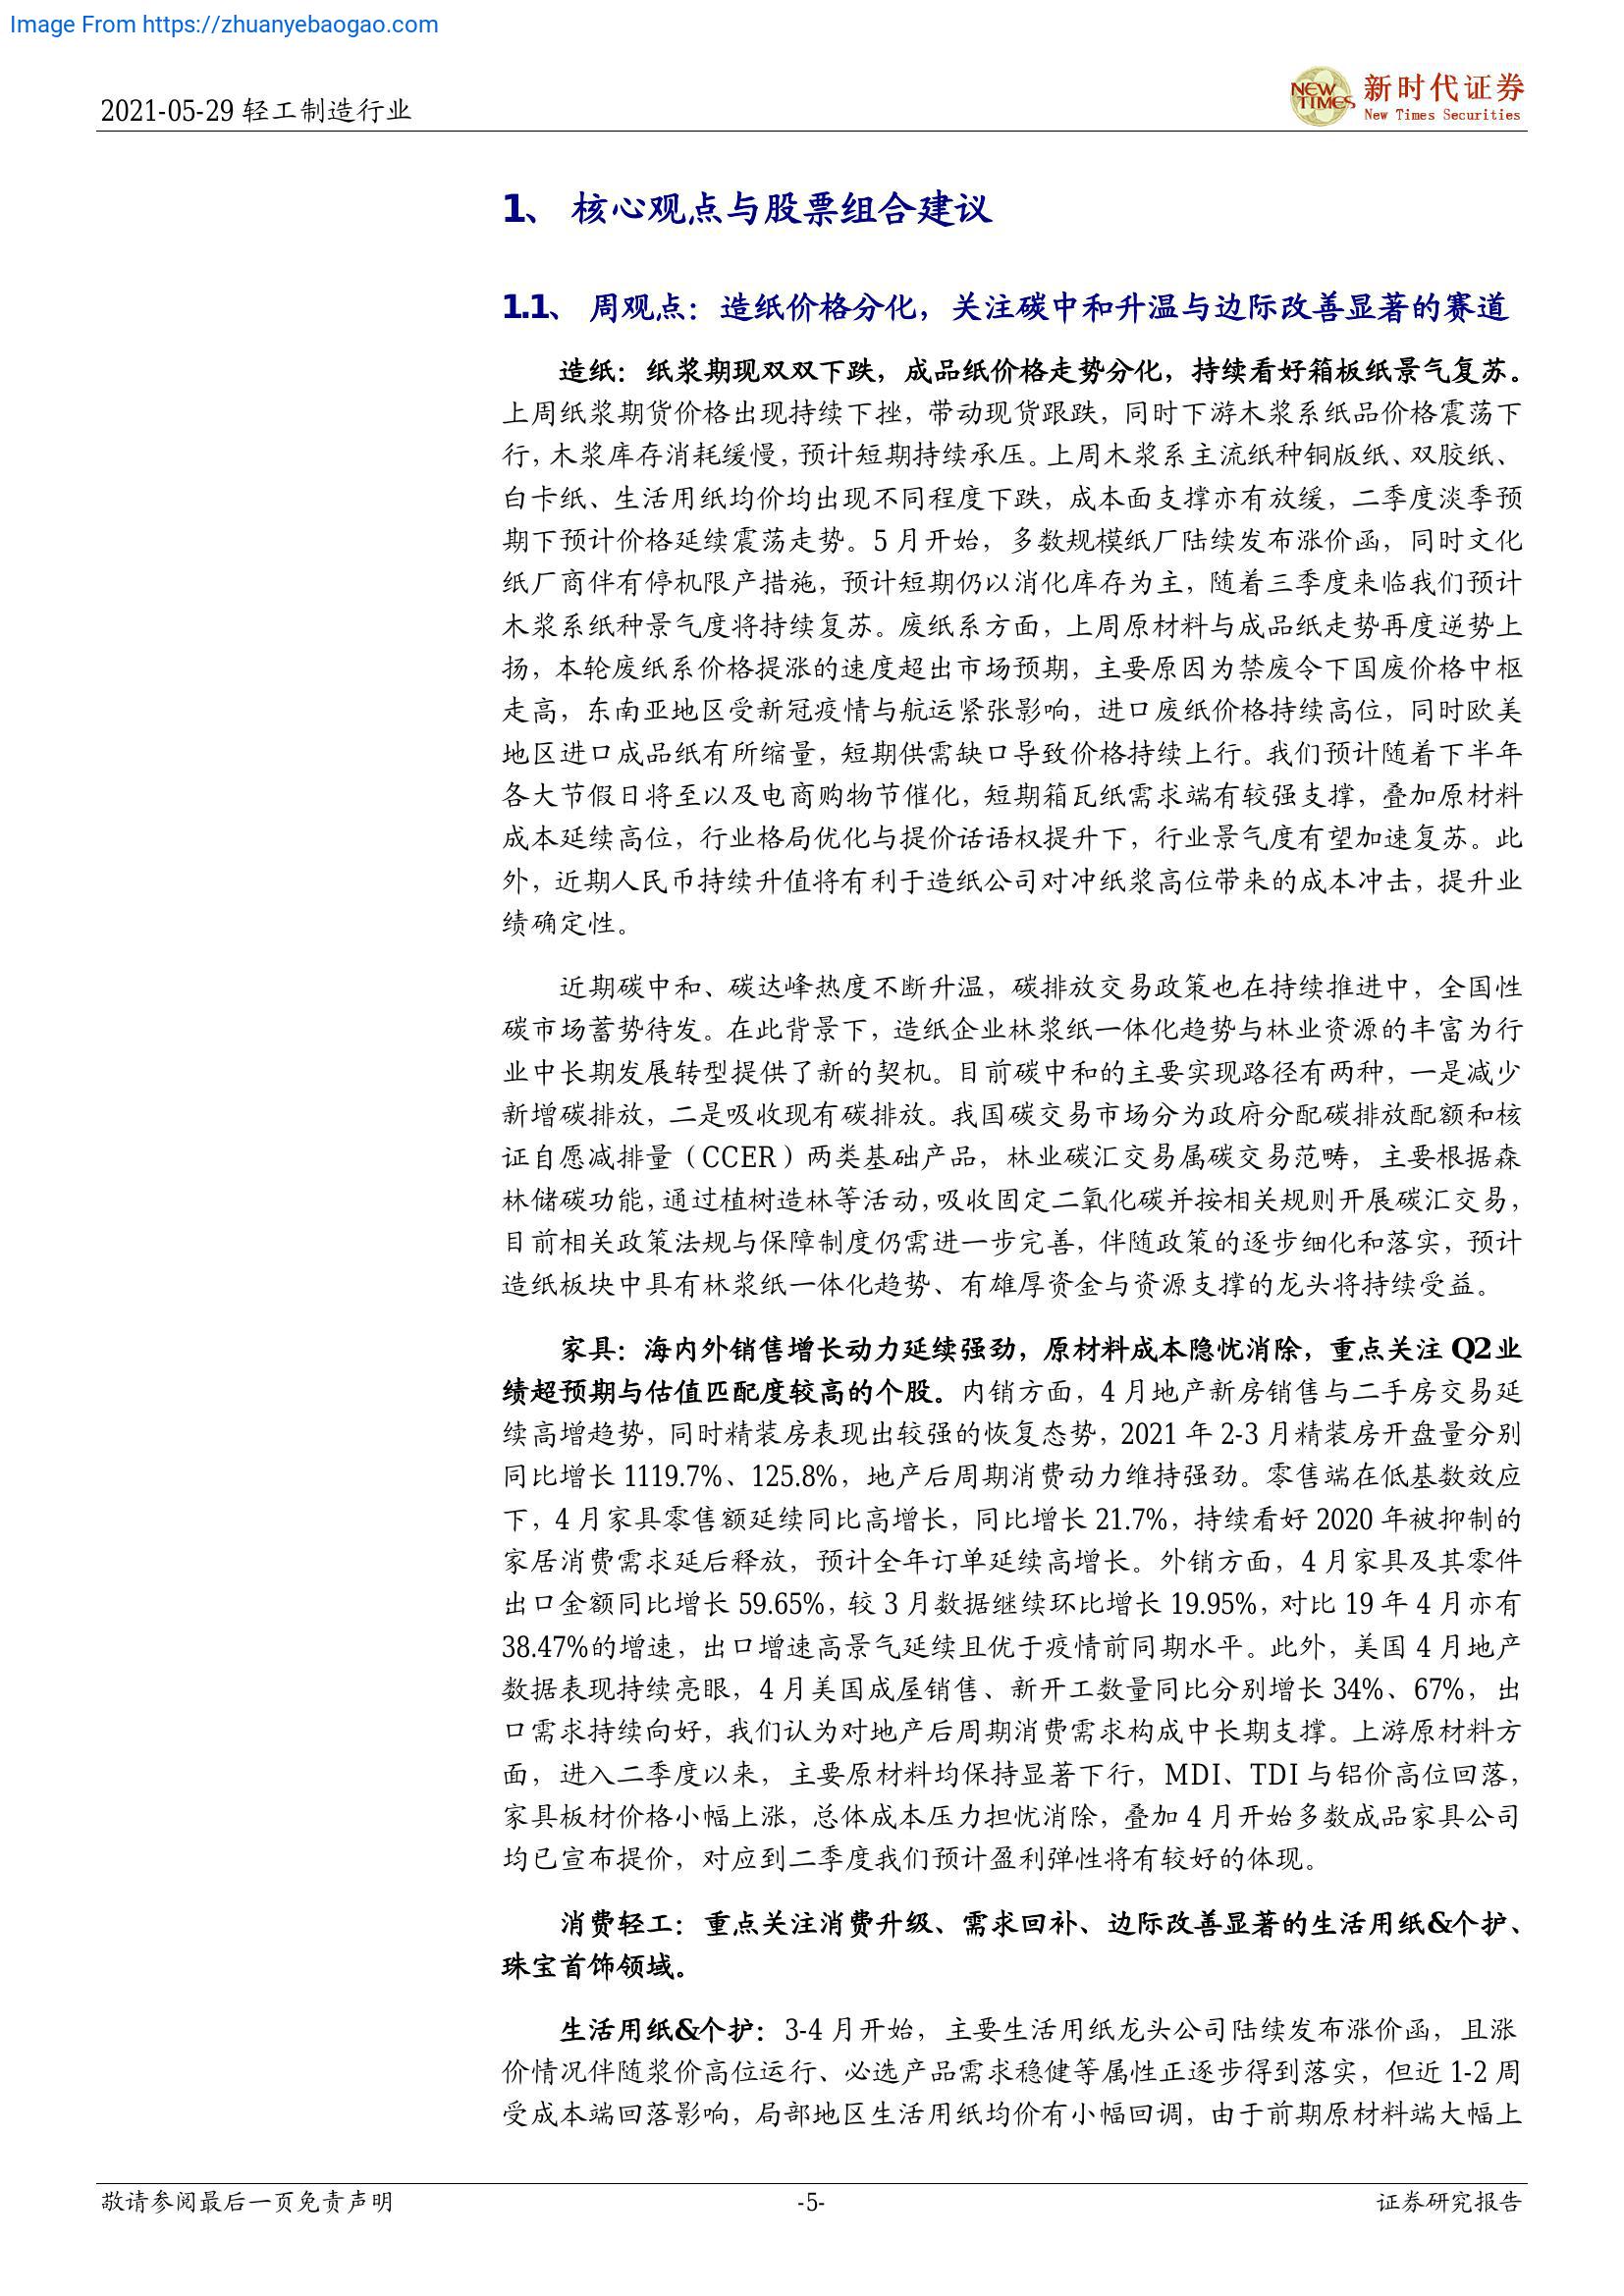 Image From https://zhuanyebaogao.com
2021-05-29 轻工制造行业
NEW TIMES
新时代证券
New Times Securities
1、 核心观点与股票组合建议
1.1、 周观点：造纸价格分化，关注碳中和升温与边际改善显著的赛道
造纸：纸浆期现双双下跌，成品纸价格走势分化，持续看好箱板纸景气复苏。
上周纸浆期货价格出现持续下挫，带动现货跟跌，同时下游木浆系纸品价格震荡下
行，木浆库存消耗缓慢，预计短期持续承压。上周木浆系主流纸种铜版纸、双胶纸、
白卡纸、生活用纸均价均出现不同程度下跌，成本面支撑亦有放缓，二季度淡季预
期下预计价格延续震荡走势。5 月开始，多数规模纸厂陆续发布涨价函，同时文化
纸厂商伴有停机限产措施，预计短期仍以消化库存为主，随着三季度来临我们预计
木浆系纸种景气度将持续复苏。废纸系方面，上周原材料与成品纸走势再度逆势上
扬，本轮废纸系价格提涨的速度超出市场预期，主要原因为禁废令下国废价格中枢
走高，东南亚地区受新冠疫情与航运紧张影响，进口废纸价格持续高位，同时欧美
地区进口成品纸有所缩量，短期供需缺口导致价格持续上行。我们预计随着下半年
各大节假日将至以及电商购物节催化，短期箱瓦纸需求端有较强支撑，叠加原材料
成本延续高位，行业格局优化与提价话语权提升下，行业景气度有望加速复苏。此
外，近期人民币持续升值将有利于造纸公司对冲纸浆高位带来的成本冲击，提升业
绩确定性。
近期碳中和、碳达峰热度不断升温，碳排放交易政策也在持续推进中，全国性
碳市场蓄势待发。在此背景下，造纸企业林浆纸一体化趋势与林业资源的丰富为行
业中长期发展转型提供了新的契机。目前碳中和的主要实现路径有两种，一是减少
新增碳排放，二是吸收现有碳排放。我国碳交易市场分为政府分配碳排放配额和核
证自愿减排量（CCER）两类基础产品，林业碳汇交易属碳交易范畴，主要根据森
林储碳功能，通过植树造林等活动，吸收固定二氧化碳并按相关规则开展碳汇交易，
目前相关政策法规与保障制度仍需进一步完善，伴随政策的逐步细化和落实，预计
造纸板块中具有林浆纸一体化趋势、有雄厚资金与资源支撑的龙头将持续受益。
家具：海内外销售增长动力延续强劲，原材料成本隐忧消除，重点关注 Q2 业
绩超预期与估值匹配度较高的个股。内销方面，4 月地产新房销售与二手房交易延
续高增趋势，同时精装房表现出较强的恢复态势，2021 年 2-3 月精装房开盘量分别
同比增长 1119.7%、125.8%，地产后周期消费动力维持强劲。零售端在低基数效应
下，4 月家具零售额延续同比高增长，同比增长 21.7%，持续看好 2020 年被抑制的
家居消费需求延后释放，预计全年订单延续高增长。外销方面，4 月家具及其零件
出口金额同比增长 59.65%，较 3 月数据继续环比增长 19.95%，对比 19 年 4 月亦有
38.47%的增速，出口增速高景气延续且优于疫情前同期水平。此外，美国 4 月地产
数据表现持续亮眼，4 月美国成屋销售、新开工数量同比分别增长 34%、67%，出
口需求持续向好，我们认为对地产后周期消费需求构成中长期支撑。上游原材料方
面，进入二季度以来，主要原材料均保持显著下行，MDI、TDI 与铝价高位回落，
家具板材价格小幅上涨，总体成本压力担忧消除，叠加 4 月开始多数成品家具公司
均已宣布提价，对应到二季度我们预计盈利弹性将有较好的体现。
消费轻工：重点关注消费升级、需求回补、边际改善显著的生活用纸&个护、
珠宝首饰领域。
生活用纸&个护：3-4 月开始，主要生活用纸龙头公司陆续发布涨价函，且涨
价情况伴随浆价高位运行、必选产品需求稳健等属性正逐步得到落实，但近 1-2 周
受成本端回落影响，局部地区生活用纸均价有小幅回调，由于前期原材料端大幅上
敬请参阅最后一页免责声明
-5-
证券研究报告